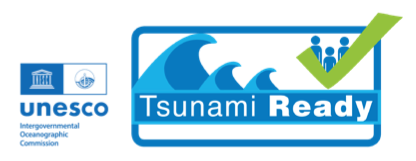 unesco
Intergovernmental
Oceanographic
Commission
Tsunami Ready